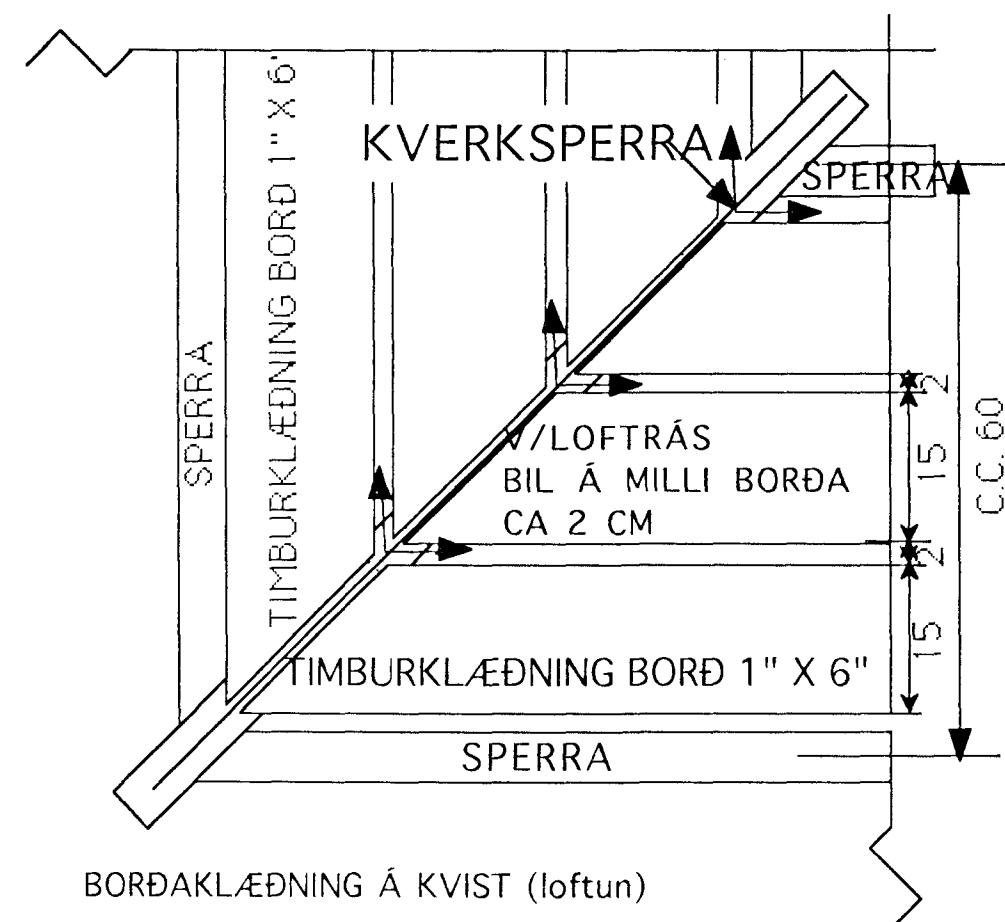 TIMBURKLÆÐNING BORÐ 1" X 6"
KVERKSPERRA
SPERRA
SPERRA
2
15
C.C. 60
V/LOFTRÁS
BIL Á MILLI BORÐA
CA 2 CM
2
15
TIMBURKLÆÐNING BORÐ 1" X 6"
SPERRA
BORÐAKLÆÐNING Á KVIST (loftun)